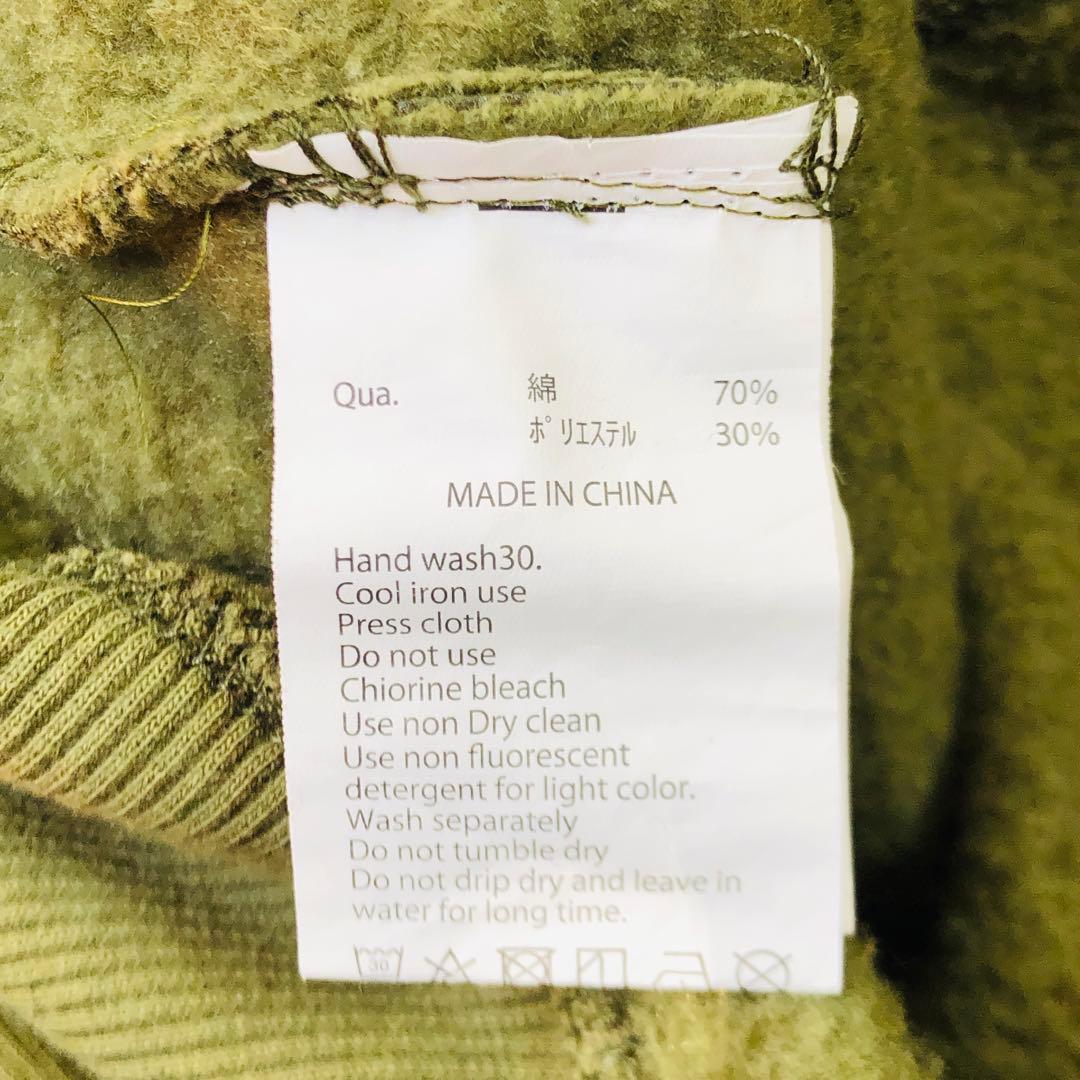 Qua. 綿 70%
ポリエステル 30%
MADE IN CHINA
Hand wash30.
Cool iron use
Press cloth
Do not use
Chiorine bleach
Use non Dry clean
Use non fluorescent
detergent for light color.
Wash separately
Do not tumble dry
Do not drip dry and leave in
water for long time.
30